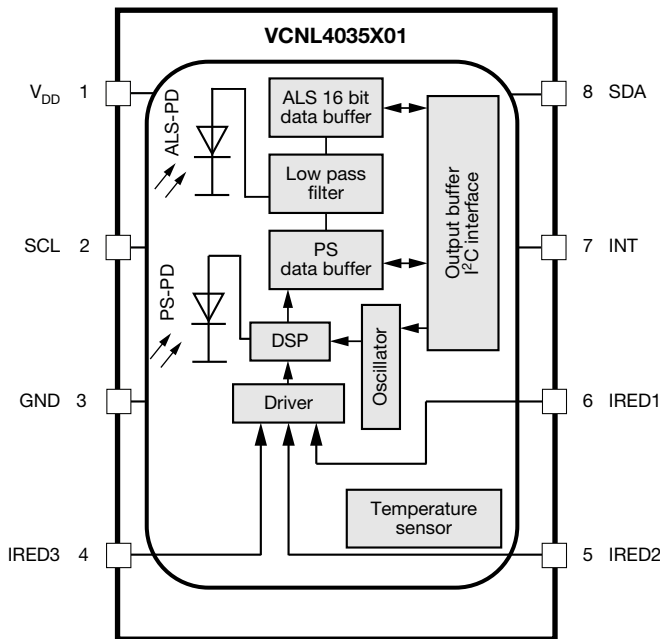 VCNL4035X01
VDD 1
8 SDA
ALS-PD
ALS 16 bit
data buffer
Low pass
filter
Output buffer
I2C interface
SCL 2
7 INT
PS
data buffer
PS-PD
DSP
Oscillator
GND 3
Driver
6 IRED1
Temperature
sensor
IRED3 4
5 IRED2